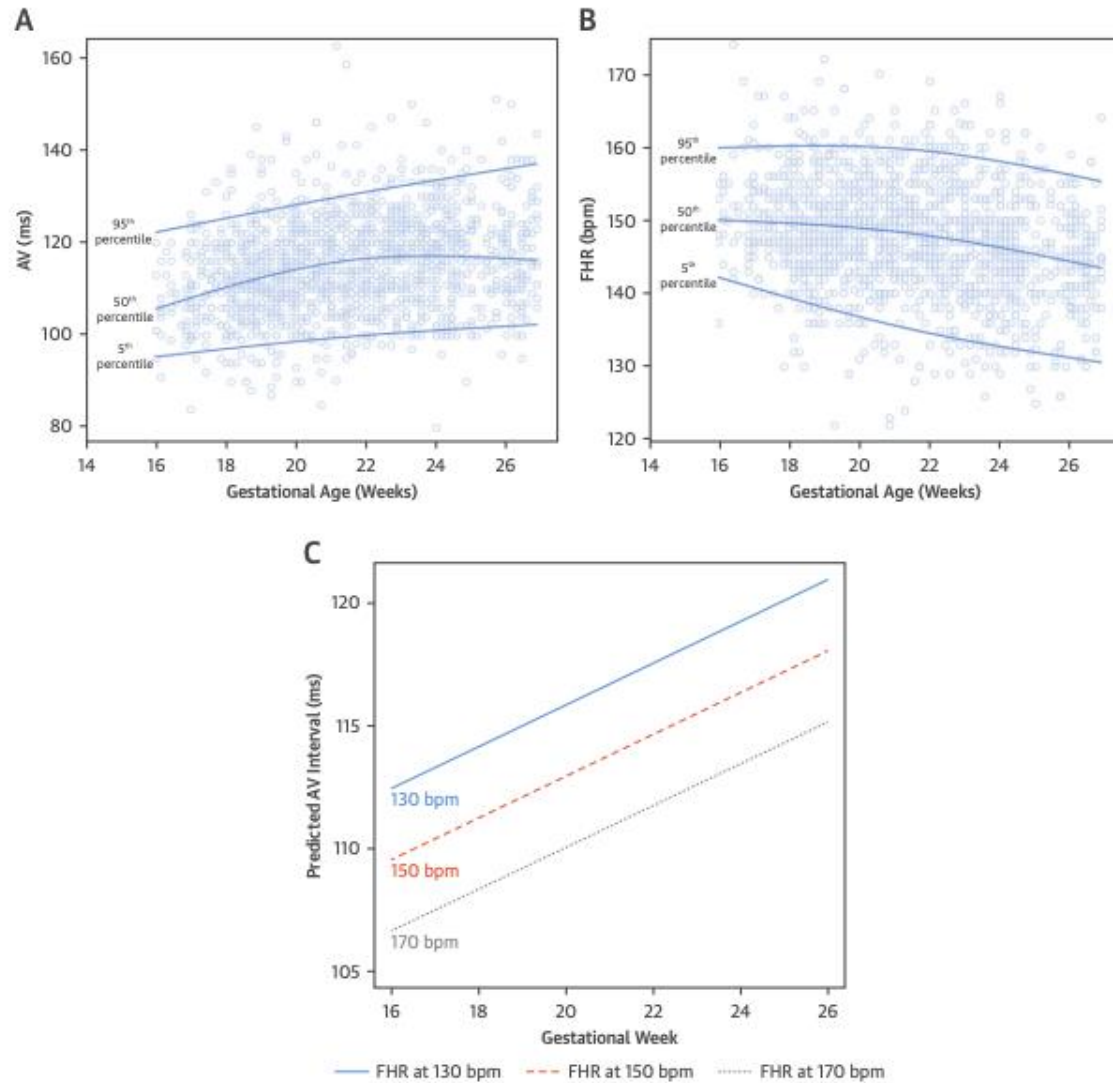 A
AV (ms)
160
140
120
100
80
95th
percentile
50th
percentile
5th
percentile
14 16 18 20 22 24 26
Gestational Age (Weeks)
B
FHR (bpm)
170
160
150
140
130
120
95th
percentile
50th
percentile
5th
percentile
14 16 18 20 22 24 26
Gestational Age (Weeks)
C
Predicted AV Interval (ms)
120
115
110
105
130 bpm
150 bpm
170 bpm
16 18 20 22 24 26
Gestational Week
FHR at 130 bpm FHR at 150 bpm FHR at 170 bpm